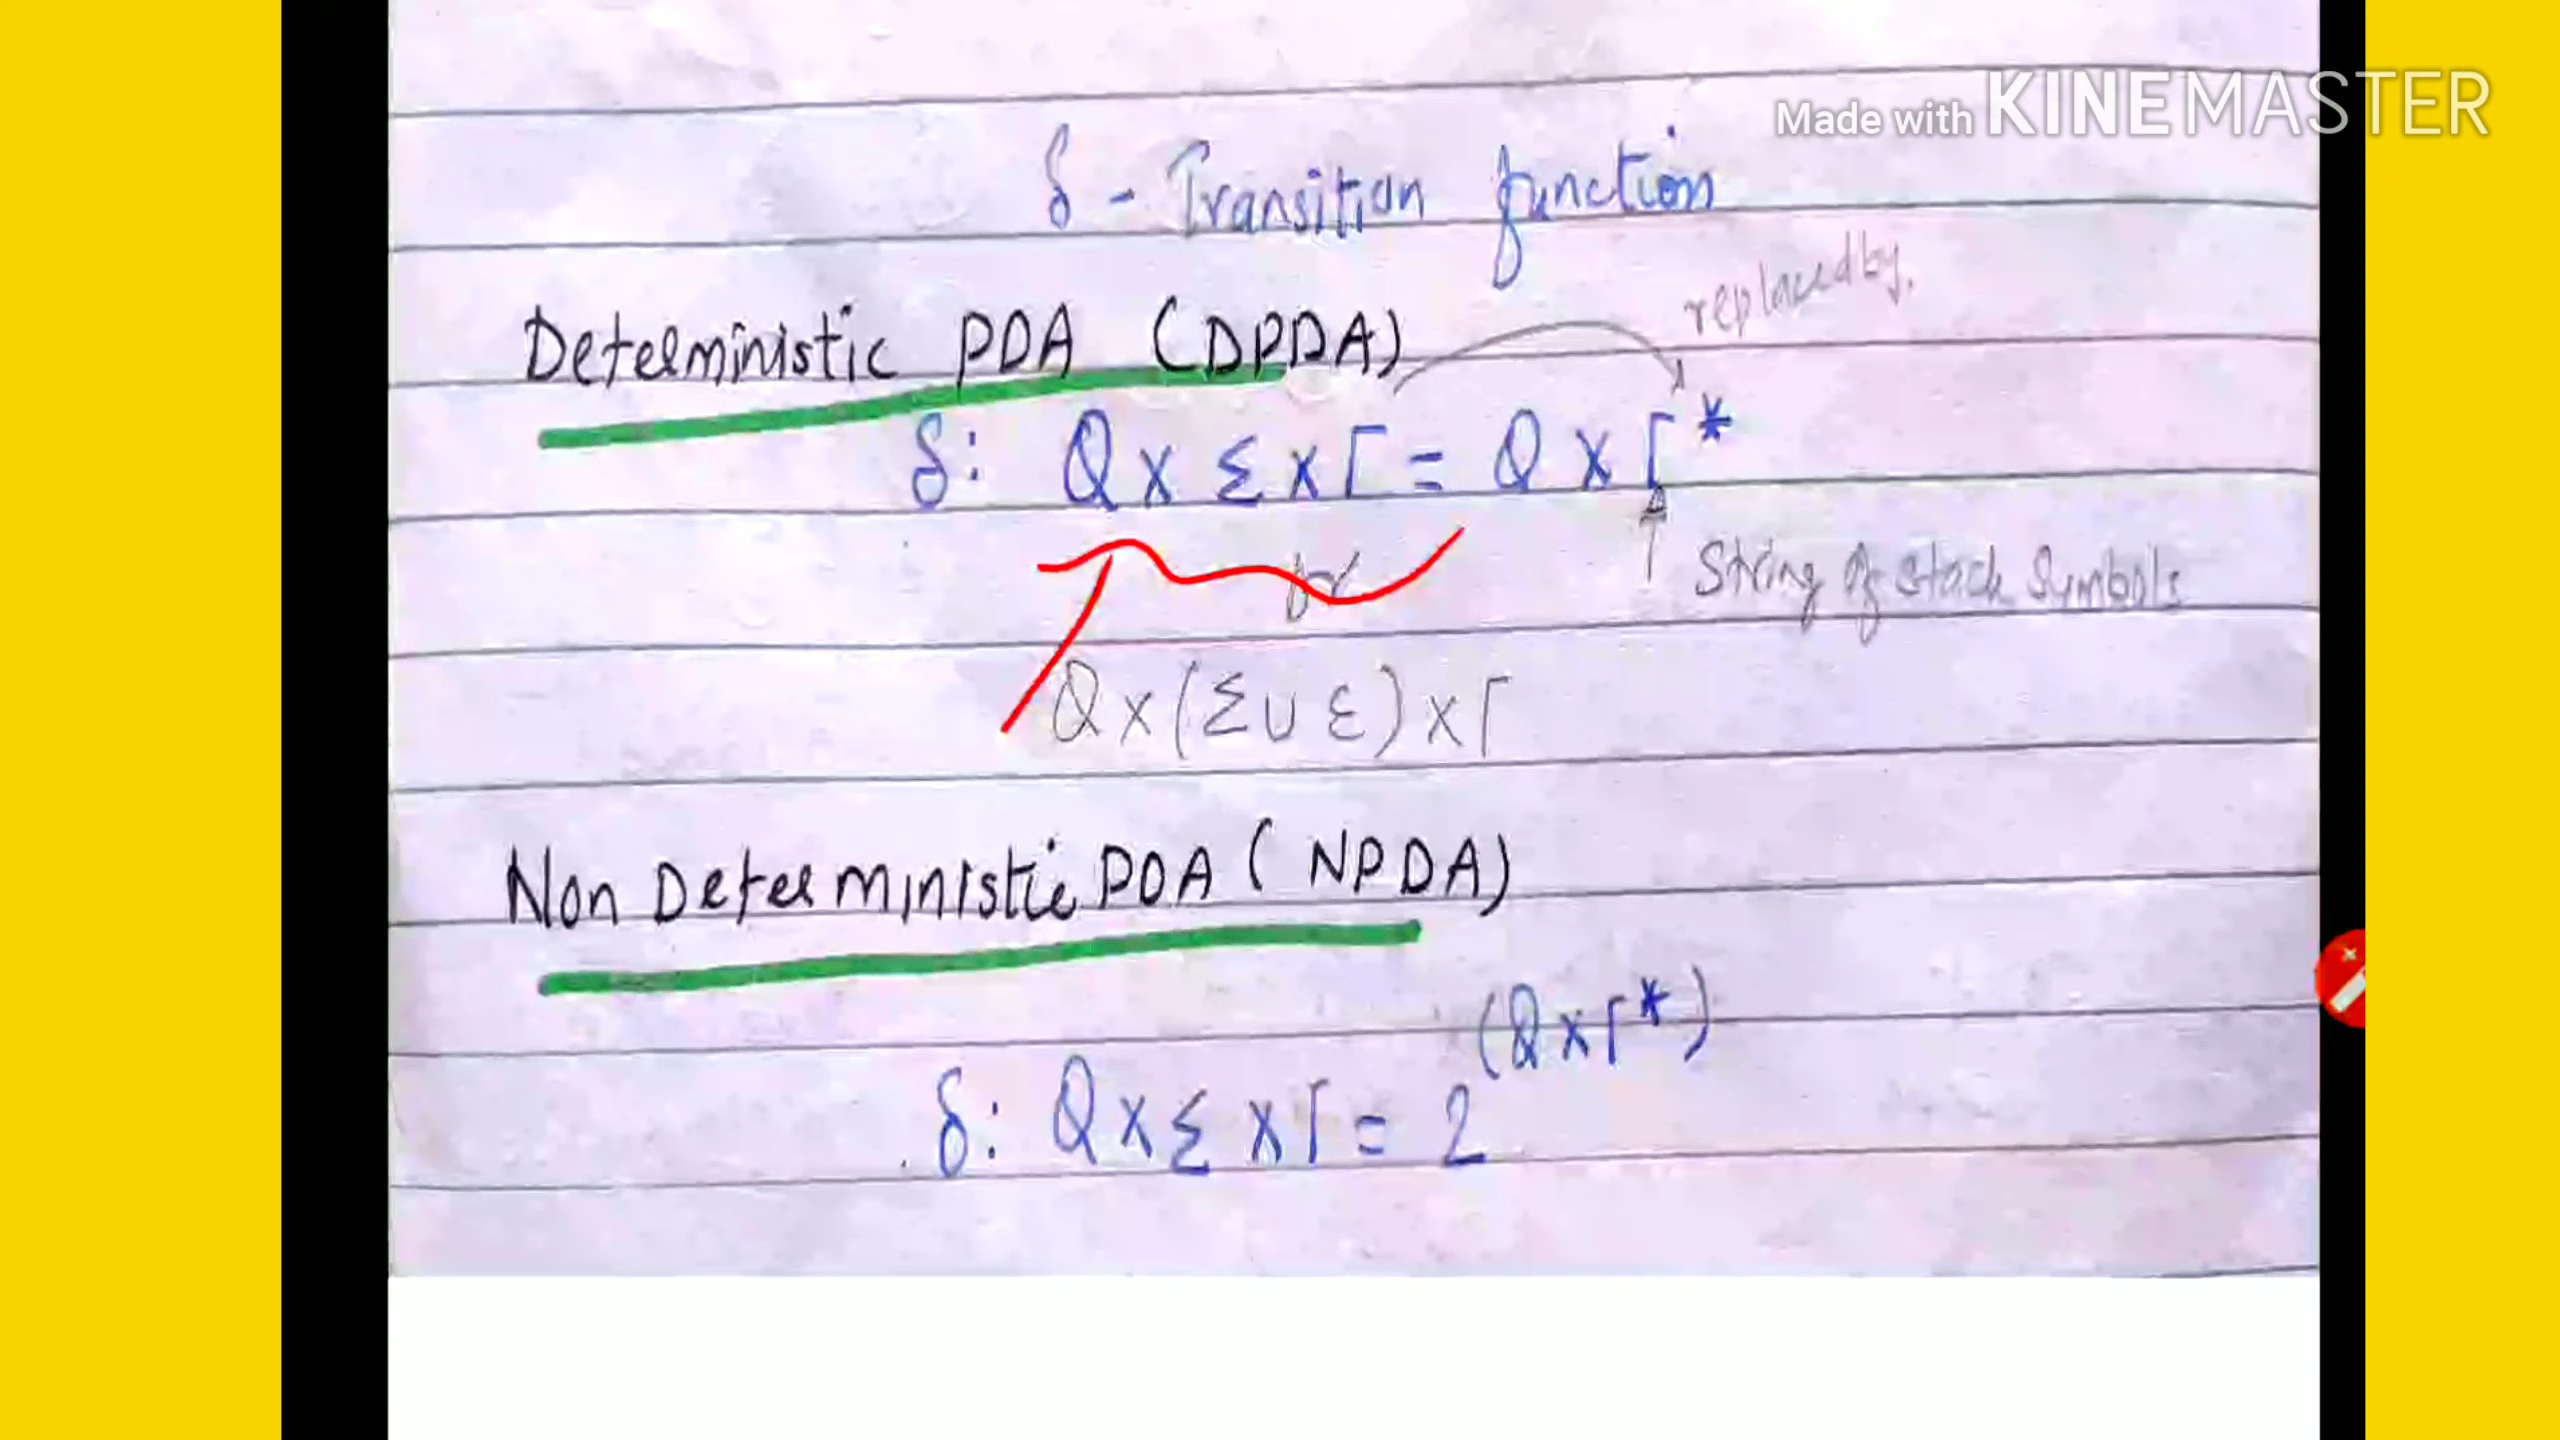 Made with KINEMASTER
δ - Transition function
replaced by,
Deterministic PDA (DPDA)
δ: Q x Σ x Γ = Q x Γ*
or
String of stack Symbols
Q x (Σ ∪ ε) x Γ
Non Deterministic PDA ( NPDA)
δ: Q x Σ x Γ = 2^(Q x Γ*)